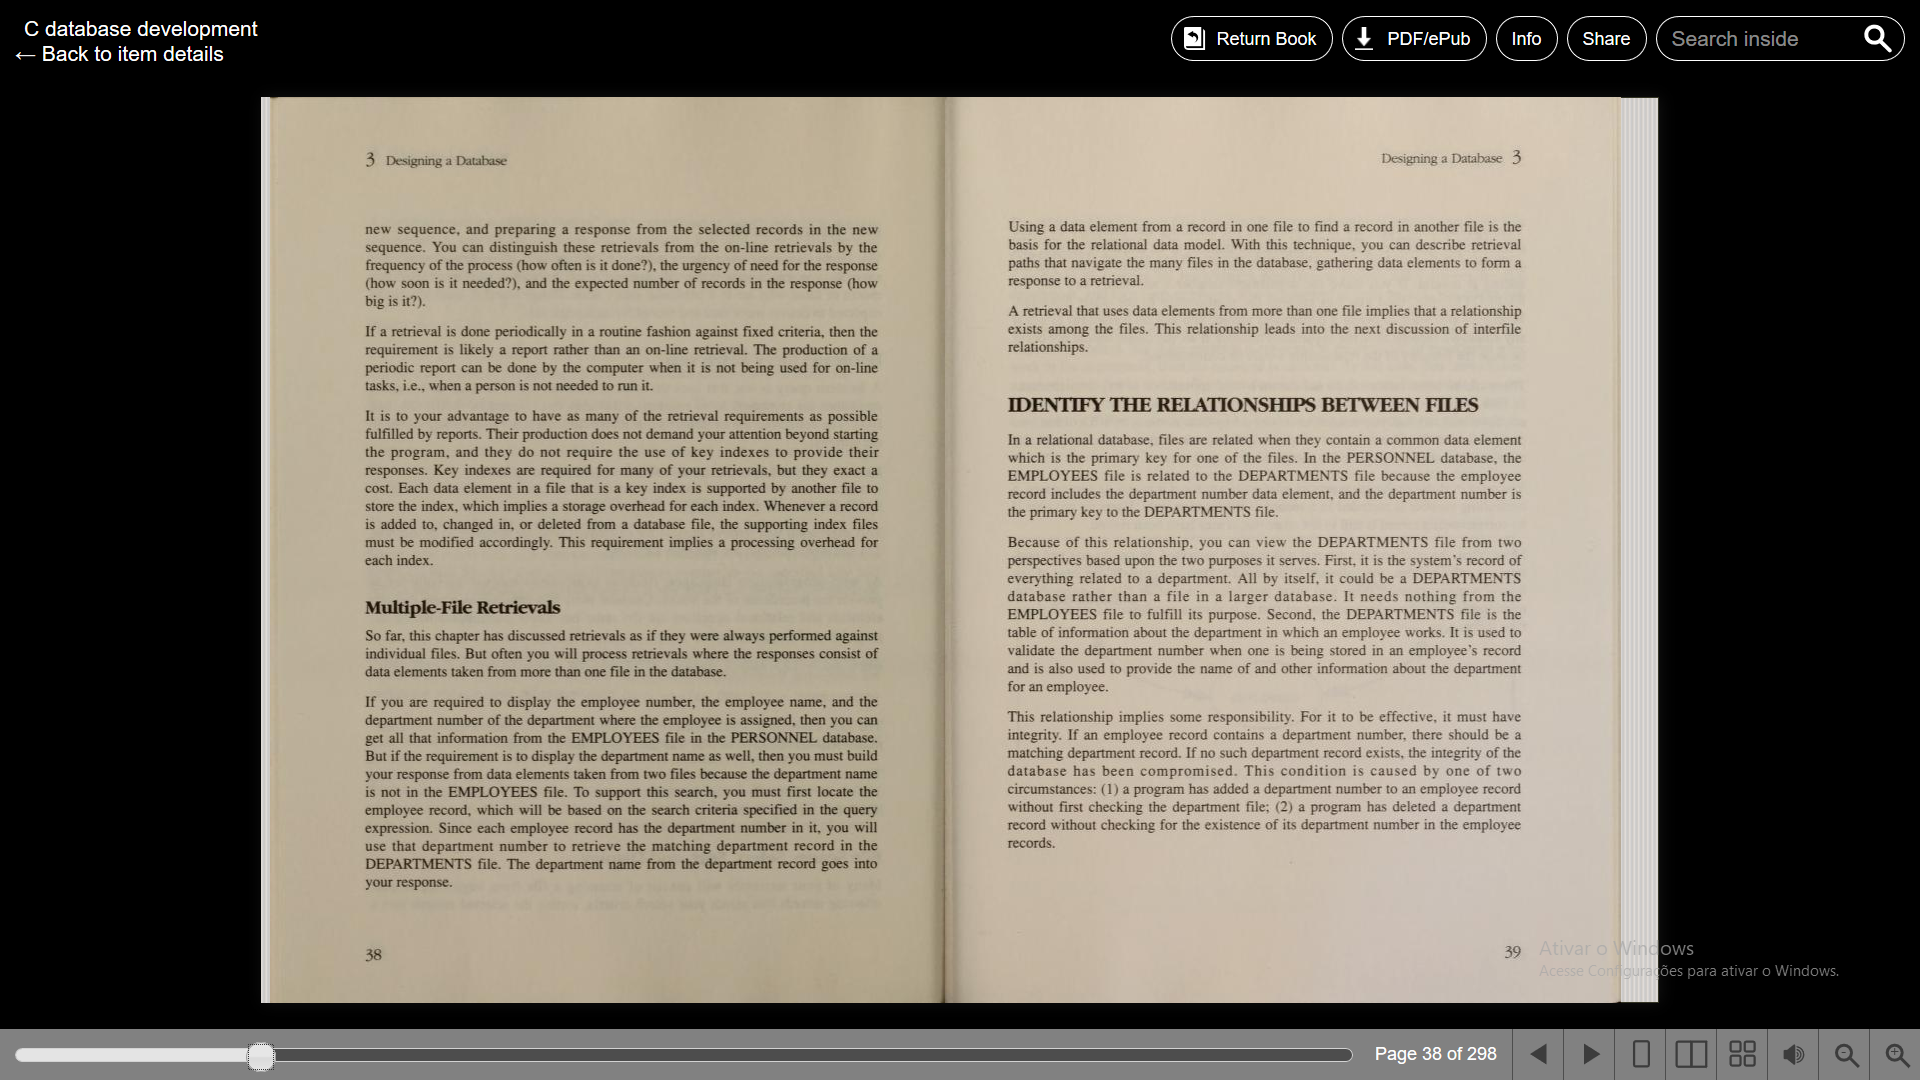 C database development
← Back to item details
Return Book
PDF/ePub
Info
Share
Search inside
3 Designing a Database
new sequence, and preparing a response from the selected records in the new
sequence. You can distinguish these retrievals from the on-line retrievals by the
frequency of the process (how often is it done?), the urgency of need for the response
(how soon is it needed?), and the expected number of records in the response (how
big is it?).
If a retrieval is done periodically in a routine fashion against fixed criteria, then the
requirement is likely a report rather than an on-line retrieval. The production of a
periodic report can be done by the computer when it is not being used for on-line
tasks, i.e., when a person is not needed to run it.
It is to your advantage to have as many of the retrieval requirements as possible
fulfilled by reports. Their production does not demand your attention beyond starting
the program, and they do not require the use of key indexes to provide their
responses. Key indexes are required for many of your retrievals, but they exact a
cost. Each data element in a file that is a key index is supported by another file to
store the index, which implies a storage overhead for each index. Whenever a record
is added to, changed in, or deleted from a database file, the supporting index files
must be modified accordingly. This requirement implies a processing overhead for
each index.
Multiple-File Retrievals
So far, this chapter has discussed retrievals as if they were always performed against
individual files. But often you will process retrievals where the responses consist of
data elements taken from more than one file in the database.
If you are required to display the employee number, the employee name, and the
department number of the department where the employee is assigned, then you can
get all that information from the EMPLOYEES file in the PERSONNEL database.
But if the requirement is to display the department name as well, then you must build
your response from data elements taken from two files because the department name
is not in the EMPLOYEES file. To support this search, you must first locate the
employee record, which will be based on the search criteria specified in the query
expression. Since each employee record has the department number in it, you will
use that department number to retrieve the matching department record in the
DEPARTMENTS file. The department name from the department record goes into
your response.
38
Designing a Database 3
Using a data element from a record in one file to find a record in another file is the
basis for the relational data model. With this technique, you can describe retrieval
paths that navigate the many files in the database, gathering data elements to form a
response to a retrieval.
A retrieval that uses data elements from more than one file implies that a relationship
exists among the files. This relationship leads into the next discussion of interfile
relationships.
IDENTIFY THE RELATIONSHIPS BETWEEN FILES
In a relational database, files are related when they contain a common data element
which is the primary key for one of the files. In the PERSONNEL database, the
EMPLOYEES file is related to the DEPARTMENTS file because the employee
record includes the department number data element, and the department number is
the primary key to the DEPARTMENTS file.
Because of this relationship, you can view the DEPARTMENTS file from two
perspectives based upon the two purposes it serves. First, it is the system's record of
everything related to a department. All by itself, it could be a DEPARTMENTS
database rather than a file in a larger database. It needs nothing from the
EMPLOYEES file to fulfill its purpose. Second, the DEPARTMENTS file is the
table of information about the department in which an employee works. It is used to
validate the department number when one is being stored in an employee's record
and is also used to provide the name of and other information about the department
for an employee.
This relationship implies some responsibility. For it to be effective, it must have
integrity. If an employee record contains a department number, there should be a
matching department record. If no such department record exists, the integrity of the
database has been compromised. This condition is caused by one of two
circumstances: (1) a program has added a department number to an employee record
without first checking the department file; (2) a program has deleted a department
record without checking for the existence of its department number in the employee
records.
39
Ativar o Windows
Acesse Configurações para ativar o Windows.
Page 38 of 298